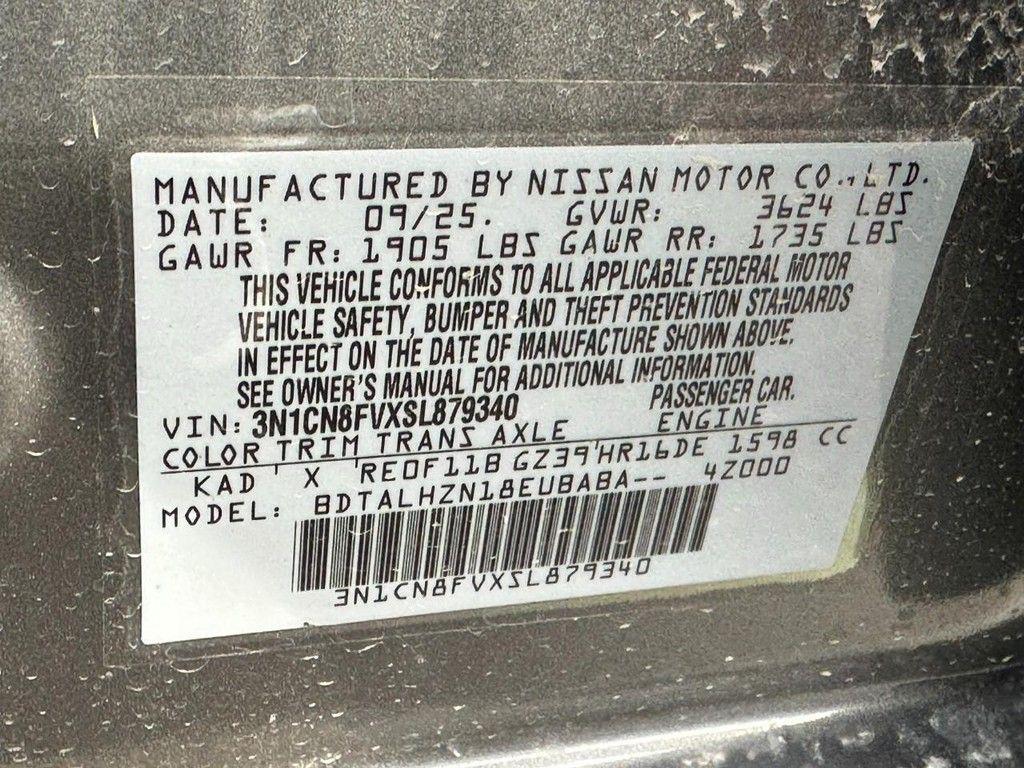 MANUFACTURED BY NISSAN MOTOR CO.,LTD.
DATE: 09/25. GVWR: 3624 LBS
GAWR FR: 1905 LBS GAWR RR: 1735 LBS
THIS VEHICLE CONFORMS TO ALL APPLICABLE FEDERAL MOTOR
VEHICLE SAFETY, BUMPER AND THEFT PREVENTION STANDARDS
IN EFFECT ON THE DATE OF MANUFACTURE SHOWN ABOVE.
SEE OWNER'S MANUAL FOR ADDITIONAL INFORMATION.
VIN: 3N1CN8FVXSL879340 PASSENGER CAR.
COLOR TRIM TRANS AXLE ENGINE
KAD ' X ' RE0F11B GZ39 ' HR16DE 1598 CC
MODEL: BDTALHZN18EUBABA-- 4Z000
3N1CN8FVXSL879340